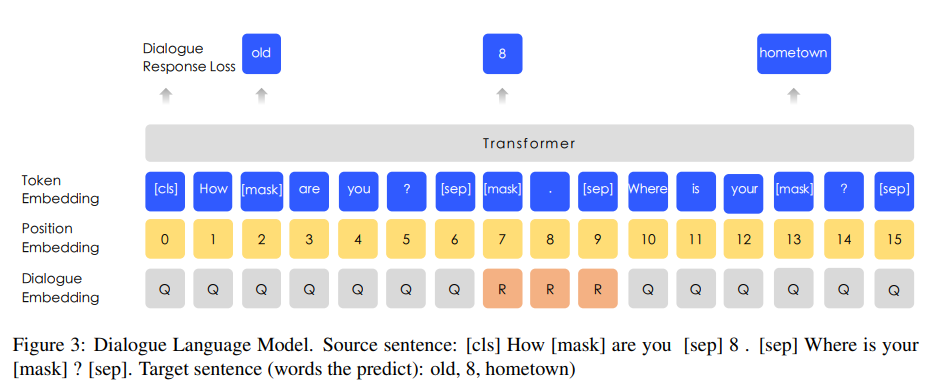 Dialogue
Response Loss
old
8
hometown
Transformer
Token
Embedding
[cls] How [mask] are you ? [sep] [mask] . [sep] Where is your [mask] ? [sep]
Position
Embedding
0 1 2 3 4 5 6 7 8 9 10 11 12 13 14 15
Dialogue
Embedding
Q Q Q Q Q Q Q R R R Q Q Q Q Q Q
Figure 3: Dialogue Language Model. Source sentence: [cls] How [mask] are you [sep] 8 . [sep] Where is your
[mask] ? [sep]. Target sentence (words the predict): old, 8, hometown)